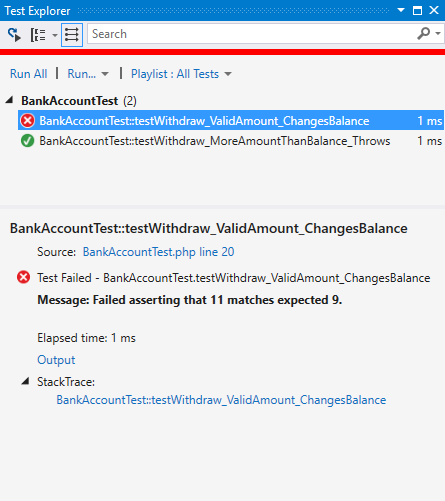 Test Explorer
Search
Run All | Run... | Playlist : All Tests
BankAccountTest (2)
BankAccountTest::testWithdraw_ValidAmount_ChangesBalance 1 ms
BankAccountTest::testWithdraw_MoreAmountThanBalance_Throws 1 ms
BankAccountTest::testWithdraw_ValidAmount_ChangesBalance
Source: BankAccountTest.php line 20
Test Failed - BankAccountTest.testWithdraw_ValidAmount_ChangesBalance
Message: Failed asserting that 11 matches expected 9.
Elapsed time: 1 ms
Output
StackTrace:
BankAccountTest::testWithdraw_ValidAmount_ChangesBalance